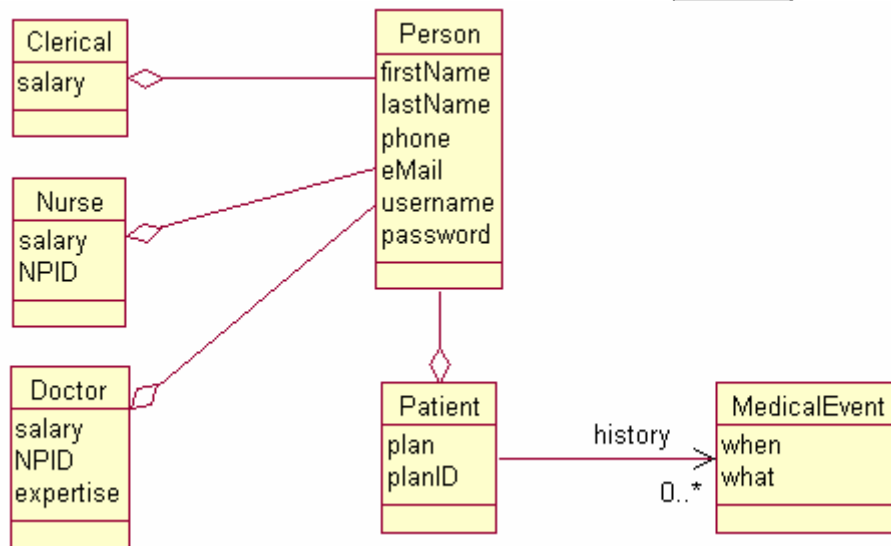 Clerical
salary
Person
firstName
lastName
phone
eMail
username
password
Nurse
salary
NPID
Doctor
salary
NPID
expertise
Patient
plan
planID
history
0..*
MedicalEvent
when
what